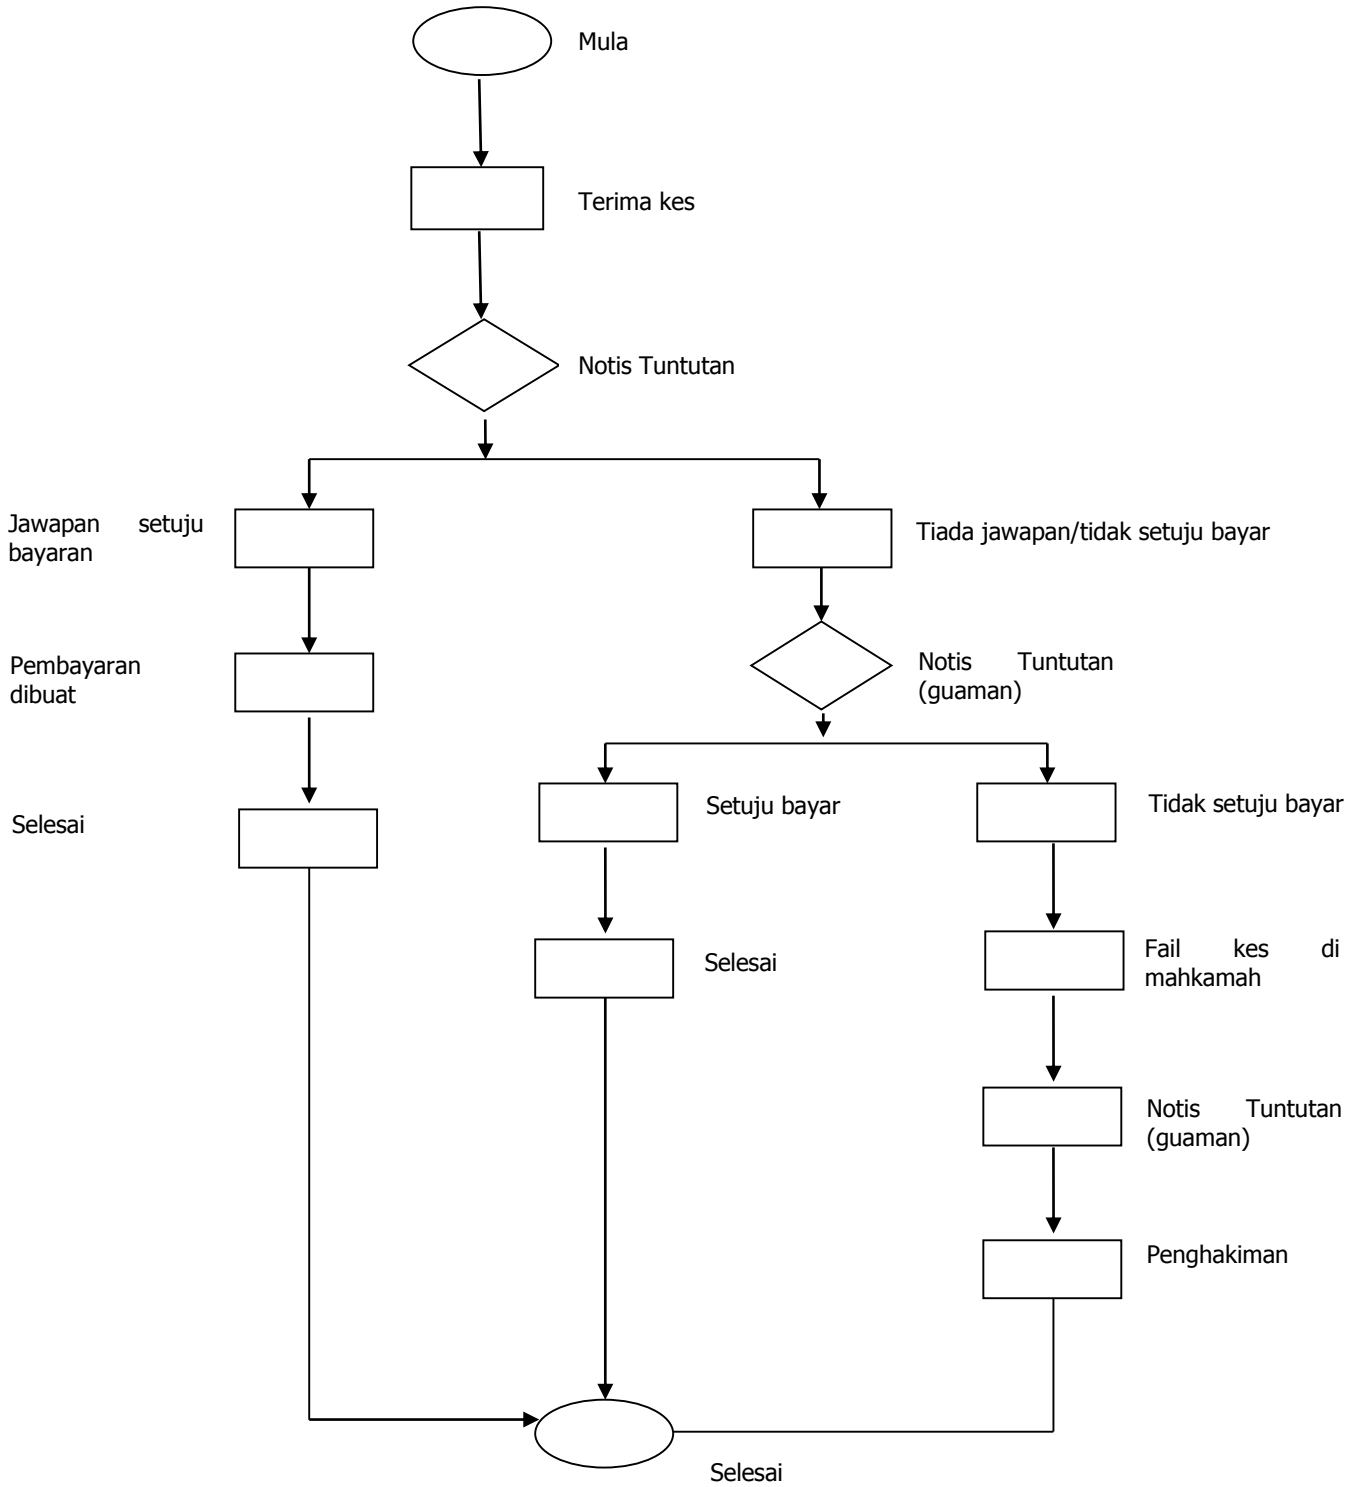 Mula
Terima kes
Notis Tuntutan
Jawapan setuju
bayaran
Tiada jawapan/tidak setuju bayar
Pembayaran
dibuat
Notis Tuntutan
(guaman)
Selesai
Setuju bayar
Tidak setuju bayar
Selesai
Fail kes di
mahkamah
Notis Tuntutan
(guaman)
Penghakiman
Selesai